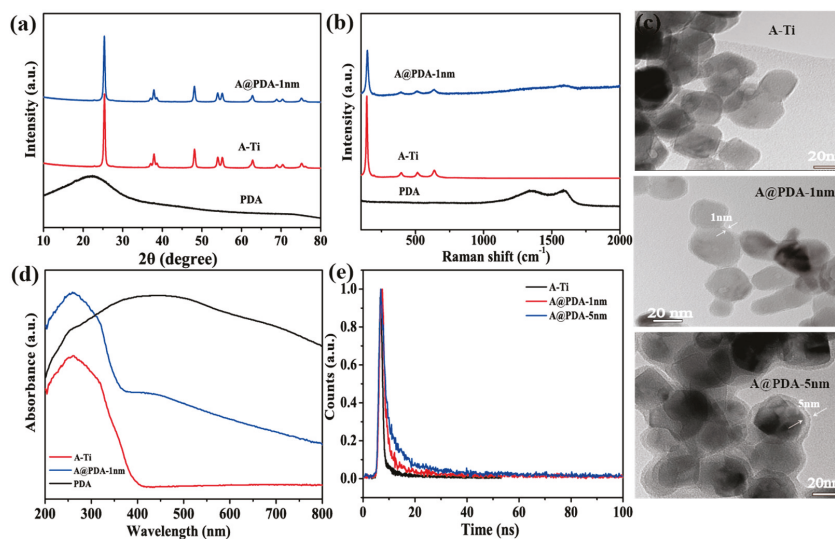 (a)
A@PDA-1nm
A-Ti
PDA
Intensity (a.u.)
10 20 30 40 50 60 70 80
2θ (degree)
(b)
A@PDA-1nm
A-Ti
PDA
Intensity (a.u.)
500 1000 1500 2000
Raman shift (cm⁻¹)
(c)
A-Ti
20nm
A@PDA-1nm
1nm
20 nm
A@PDA-5nm
5nm
20nm
(d)
Absorbance (a.u.)
A-Ti
A@PDA-1nm
PDA
200 300 400 500 600 700 800
Wavelength (nm)
(e)
A-Ti
A@PDA-1nm
A@PDA-5nm
Counts (a.u.)
1.0
0.8
0.6
0.4
0.2
0.0
0 20 40 60 80 100
Time (ns)